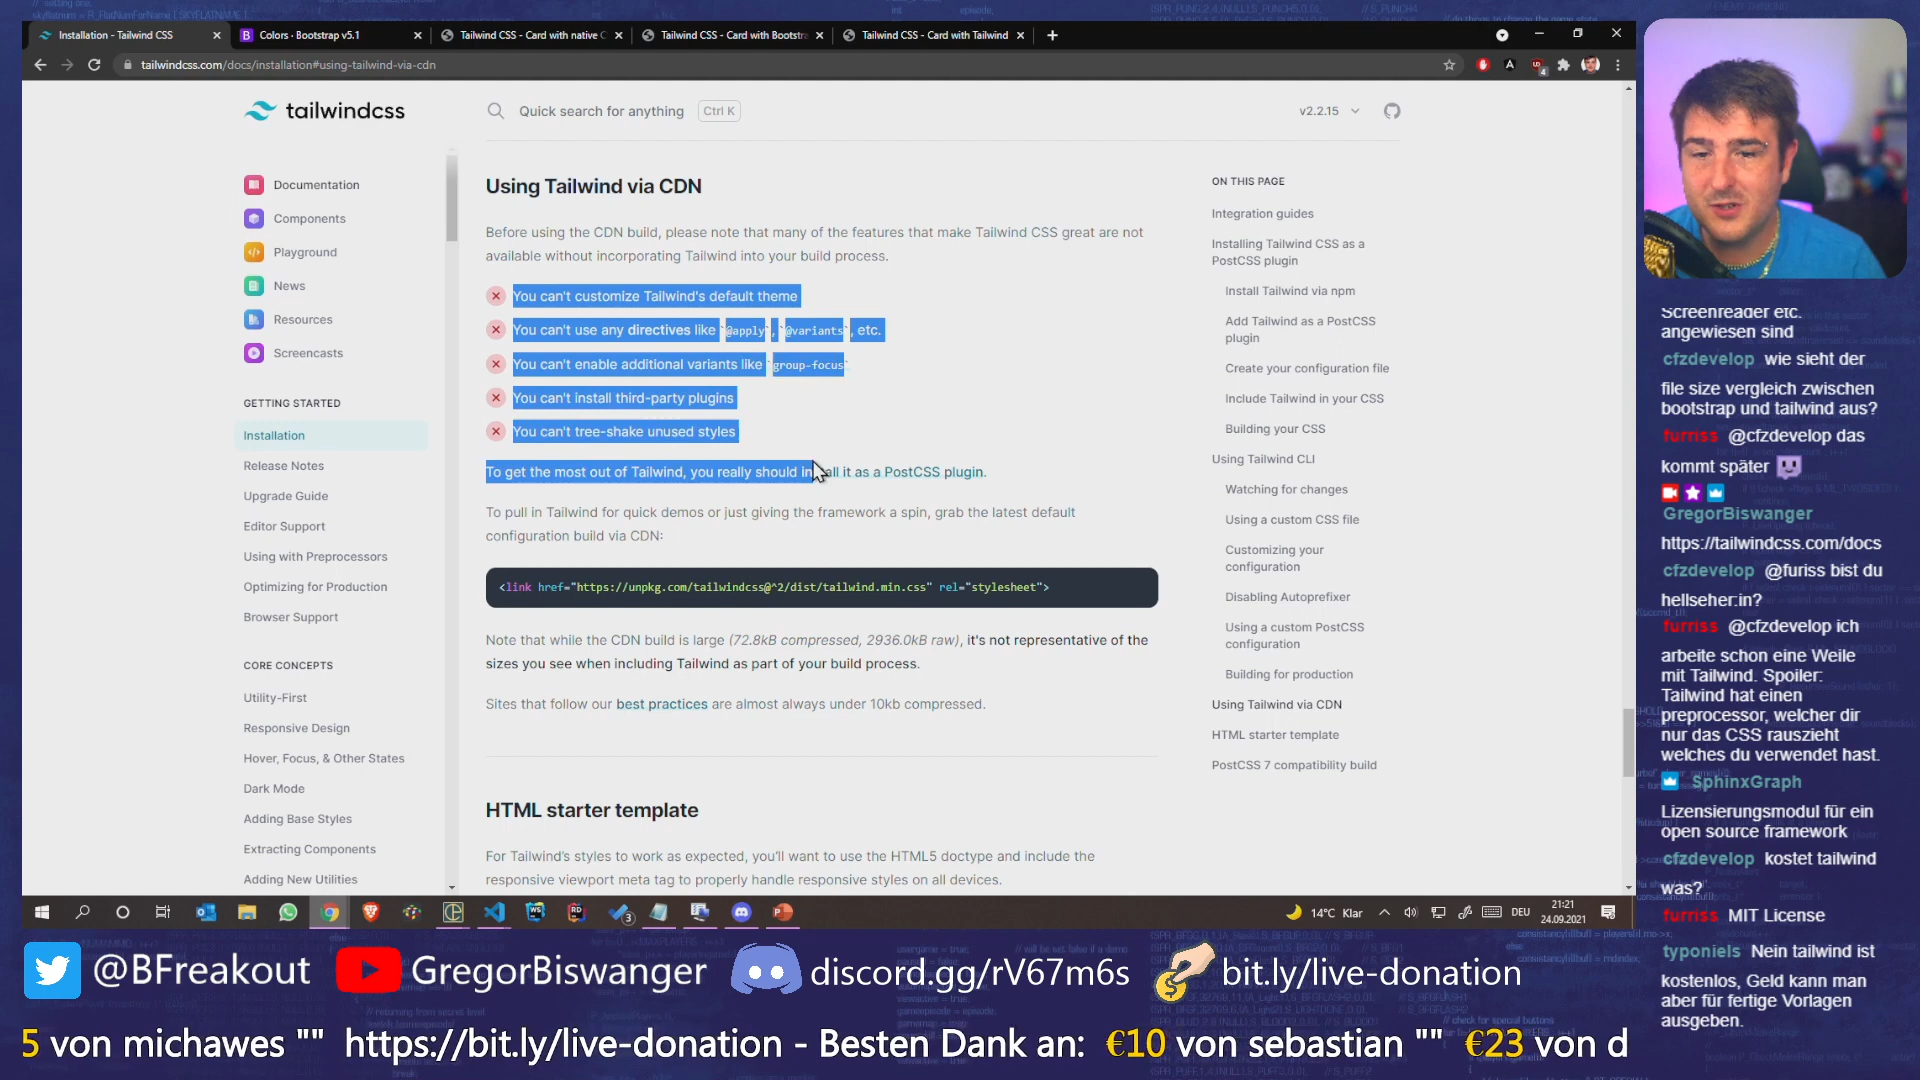 Installation - Tailwind CSS
Colors · Bootstrap v5.1
Tailwind CSS - Card with native C
Tailwind CSS - Card with Bootstra
Tailwind CSS - Card with Tailwind
tailwindcss.com/docs/installation#using-tailwind-via-cdn
tailwindcss
Quick search for anything
Ctrl K
v2.2.15
Documentation
Components
Playground
News
Resources
Screencasts
GETTING STARTED
Installation
Release Notes
Upgrade Guide
Editor Support
Using with Preprocessors
Optimizing for Production
Browser Support
CORE CONCEPTS
Utility-First
Responsive Design
Hover, Focus, & Other States
Dark Mode
Adding Base Styles
Extracting Components
Adding New Utilities
Using Tailwind via CDN
Before using the CDN build, please note that many of the features that make Tailwind CSS great are not
available without incorporating Tailwind into your build process.
You can't customize Tailwind's default theme
You can't use any directives like `@apply`, `@variants`, etc.
You can't enable additional variants like `group-focus`
You can't install third-party plugins
You can't tree-shake unused styles
To get the most out of Tailwind, you really should install it as a PostCSS plugin.
To pull in Tailwind for quick demos or just giving the framework a spin, grab the latest default
configuration build via CDN:
<link href="https://unpkg.com/tailwindcss@^2/dist/tailwind.min.css" rel="stylesheet">
Note that while the CDN build is large (72.8kB compressed, 2936.0kB raw), it's not representative of the
sizes you see when including Tailwind as part of your build process.
Sites that follow our best practices are almost always under 10kb compressed.
HTML starter template
For Tailwind's styles to work as expected, you'll want to use the HTML5 doctype and include the
responsive viewport meta tag to properly handle responsive styles on all devices.
ON THIS PAGE
Integration guides
Installing Tailwind CSS as a
PostCSS plugin
Install Tailwind via npm
Add Tailwind as a PostCSS
plugin
Create your configuration file
Include Tailwind in your CSS
Building your CSS
Using Tailwind CLI
Watching for changes
Using a custom CSS file
Customizing your
configuration
Disabling Autoprefixer
Using a custom PostCSS
configuration
Building for production
Using Tailwind via CDN
HTML starter template
PostCSS 7 compatibility build
14°C Klar
DEU
21:21
24.09.2021
Screenreader etc.
angewiesen sind
cfzdevelop wie sieht der
file size vergleich zwischen
bootstrap und tailwind aus?
furriss @cfzdevelop das
kommt später
GregorBiswanger
https://tailwindcss.com/docs
cfzdevelop @furiss bist du
hellseher:in?
furriss @cfzdevelop ich
arbeite schon eine Weile
mit Tailwind. Spoiler:
Tailwind hat einen
preprocessor, welcher dir
nur das CSS rauszieht
welches du verwendet hast.
SphinxGraph
Lizensierungsmodul für ein
open source framework
cfzdevelop kostet tailwind
was?
furriss MIT License
typoniels Nein tailwind ist
kostenlos, Geld kann man
aber für fertige Vorlagen
ausgeben.
@BFreakout
GregorBiswanger
discord.gg/rV67m6s
bit.ly/live-donation
5 von michawes "" https://bit.ly/live-donation - Besten Dank an: €10 von sebastian "" €23 von d